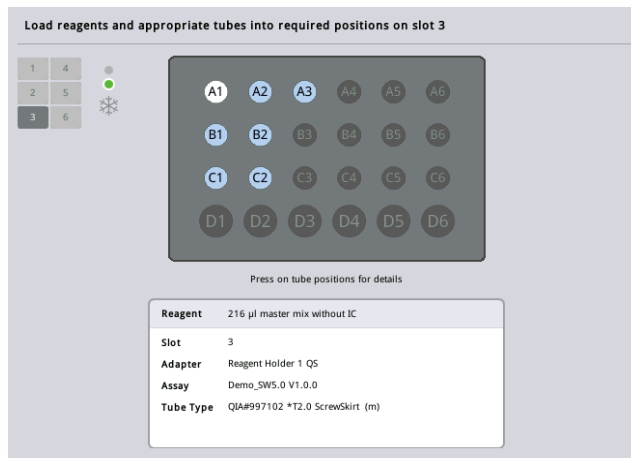 Load reagents and appropriate tubes into required positions on slot 3
1 4
2 5
3 6
A1 A2 A3 A4 A5 A6
B1 B2 B3 B4 B5 B6
C1 C2 C3 C4 C5 C6
D1 D2 D3 D4 D5 D6
Press on tube positions for details
Reagent 216 µl master mix without IC
Slot 3
Adapter Reagent Holder 1 QS
Assay Demo_SW5.0 V1.0.0
Tube Type QIA#997102 *T2.0 ScrewSkirt (m)